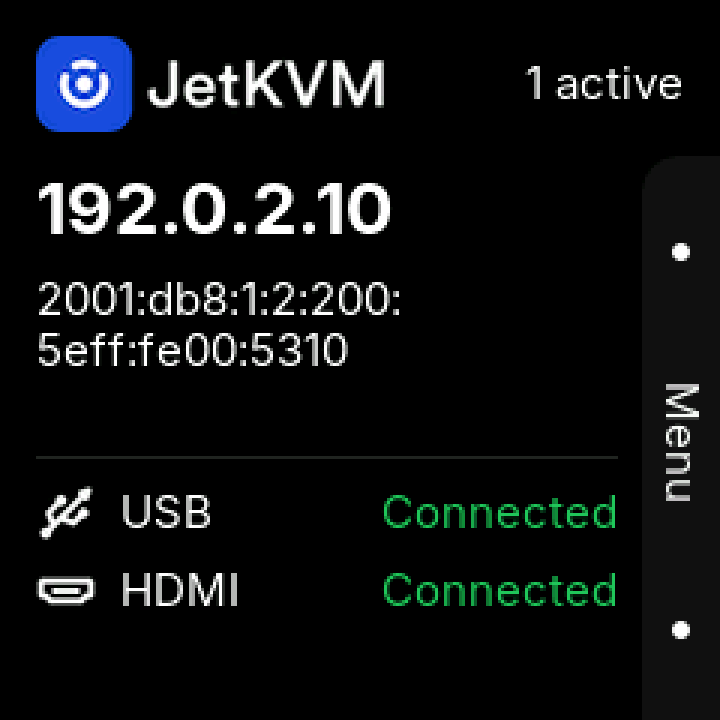 JetKVM
1 active
192.0.2.10
2001:db8:1:2:200:
5eff:fe00:5310
Menu
USB
Connected
HDMI
Connected